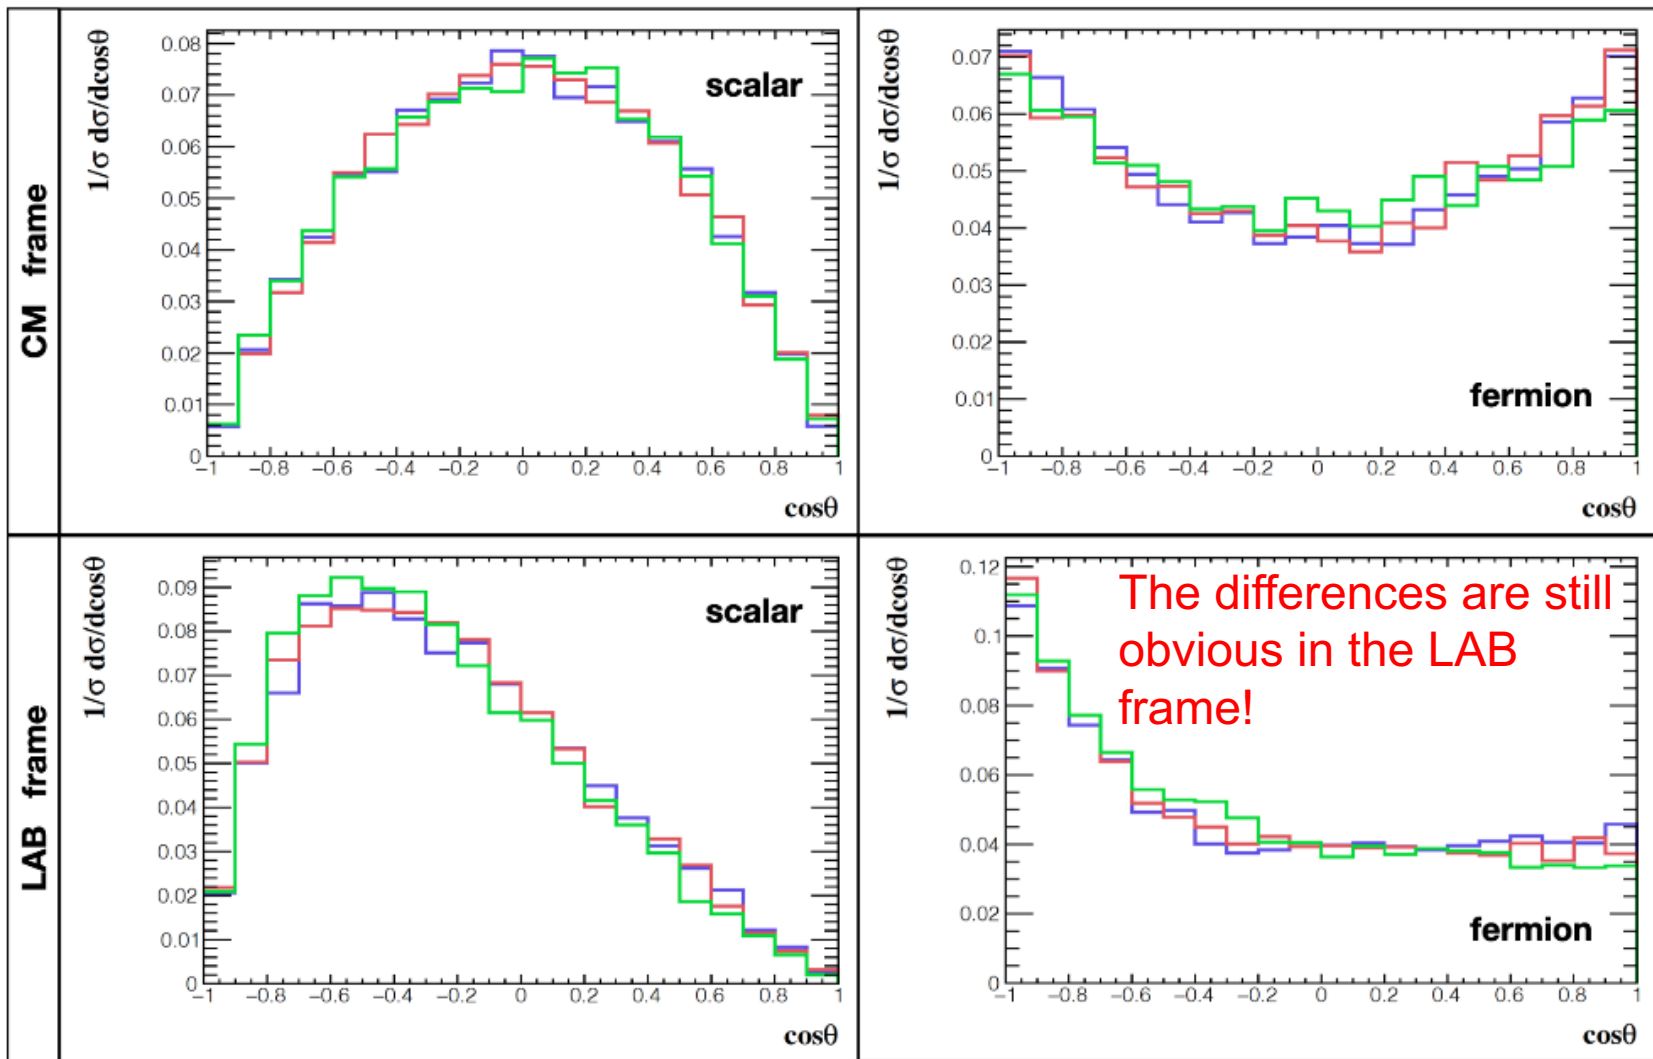 CM frame
1/σ dσ/dcosθ
scalar
0.08
0.07
0.06
0.05
0.04
0.03
0.02
0.01
0
−1 −0.8 −0.6 −0.4 −0.2 0 0.2 0.4 0.6 0.8 1
cosθ
1/σ dσ/dcosθ
0.07
0.06
0.05
0.04
0.03
0.02
0.01
0
fermion
−1 −0.8 −0.6 −0.4 −0.2 0 0.2 0.4 0.6 0.8 1
cosθ
LAB frame
1/σ dσ/dcosθ
scalar
0.09
0.08
0.07
0.06
0.05
0.04
0.03
0.02
0.01
0
−1 −0.8 −0.6 −0.4 −0.2 0 0.2 0.4 0.6 0.8 1
cosθ
1/σ dσ/dcosθ
0.12
0.1
0.08
0.06
0.04
0.02
0
The differences are still
obvious in the LAB
frame!
fermion
−1 −0.8 −0.6 −0.4 −0.2 0 0.2 0.4 0.6 0.8 1
cosθ